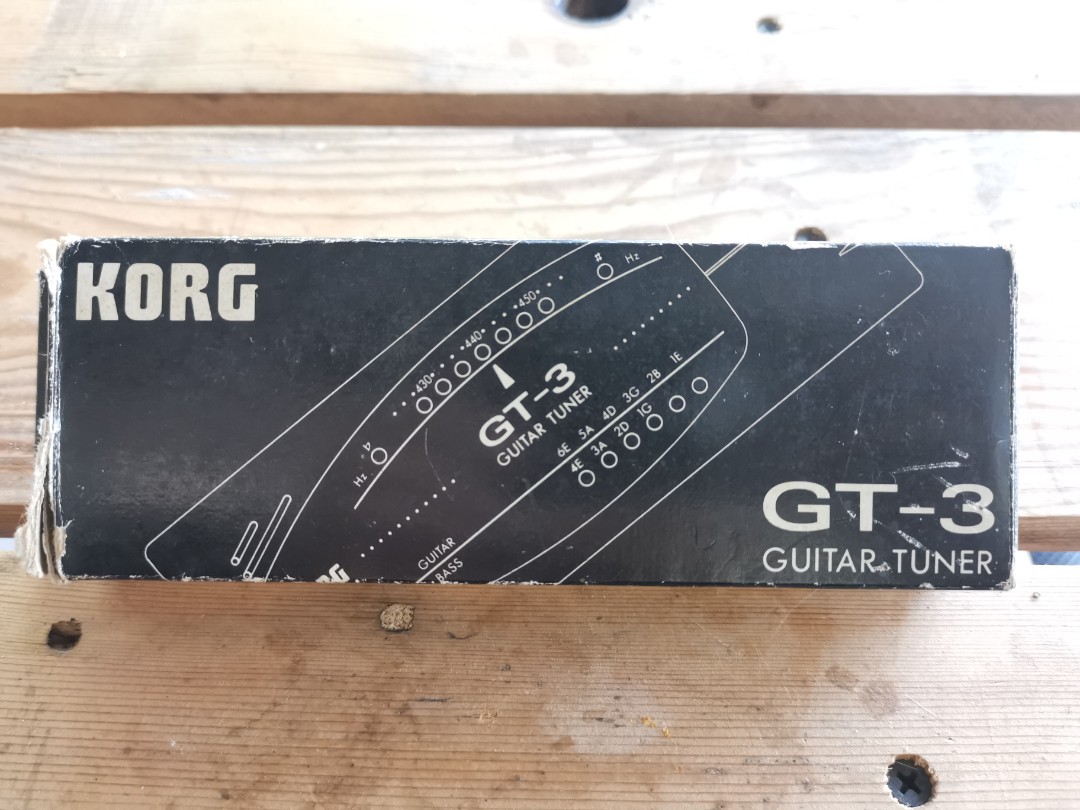 KORG
Hz
450
440
430
Hz
GT-3
GUITAR TUNER
6E 5A 4D 3G 2B 1E
4E 3A 2D 1G
GUITAR
BASS
RG
GT-3
GUITAR TUNER